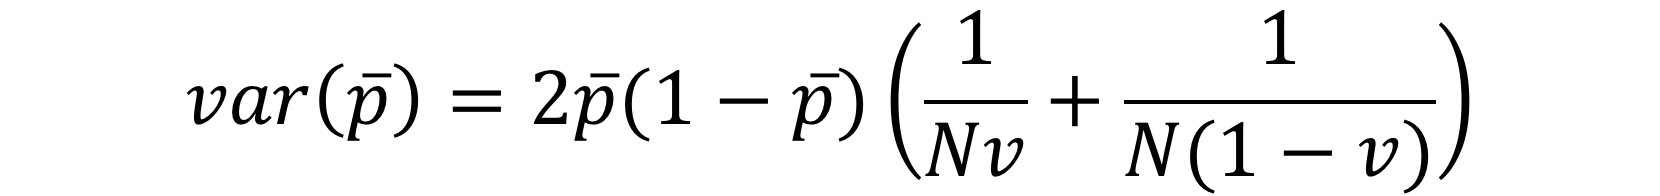 var(p̅) = 2p̅(1 − p̅)(1/Nv + 1/N(1 − v))